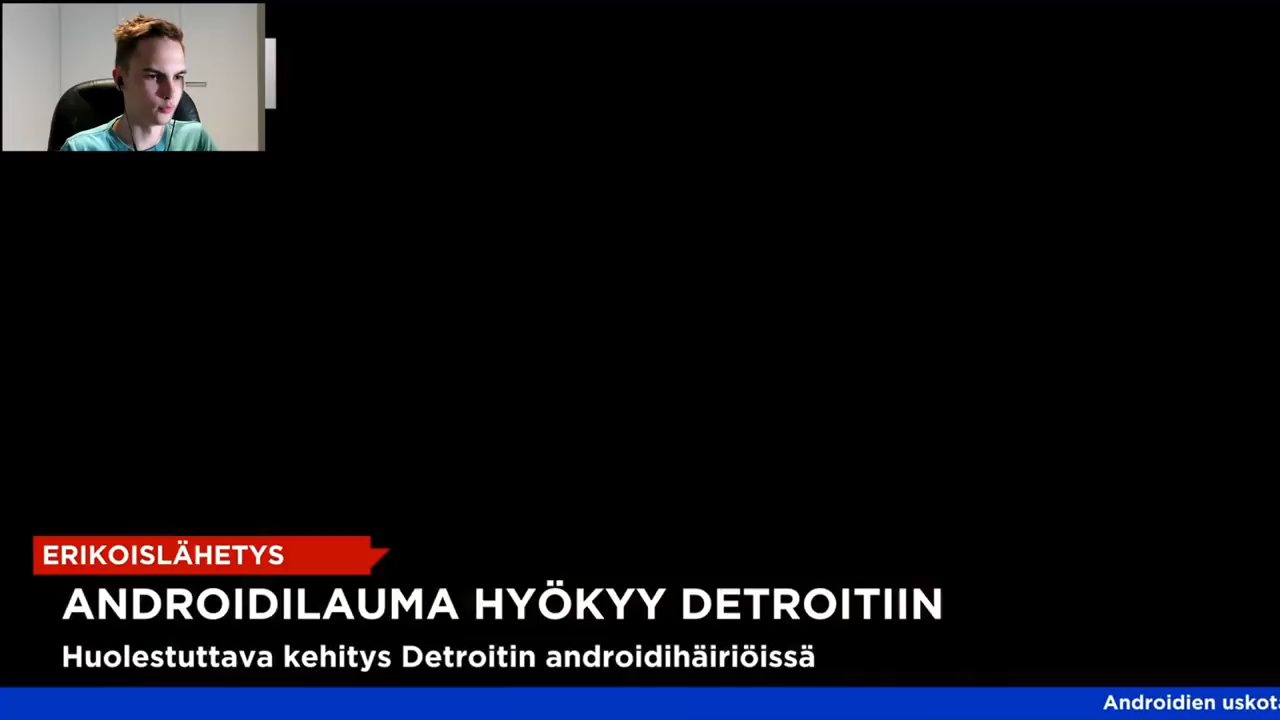 ERIKOISLÄHETYS
ANDROIDILAUMA HYÖKYY DETROITIIN
Huolestuttava kehitys Detroitin androidihäiriöissä
Androidien